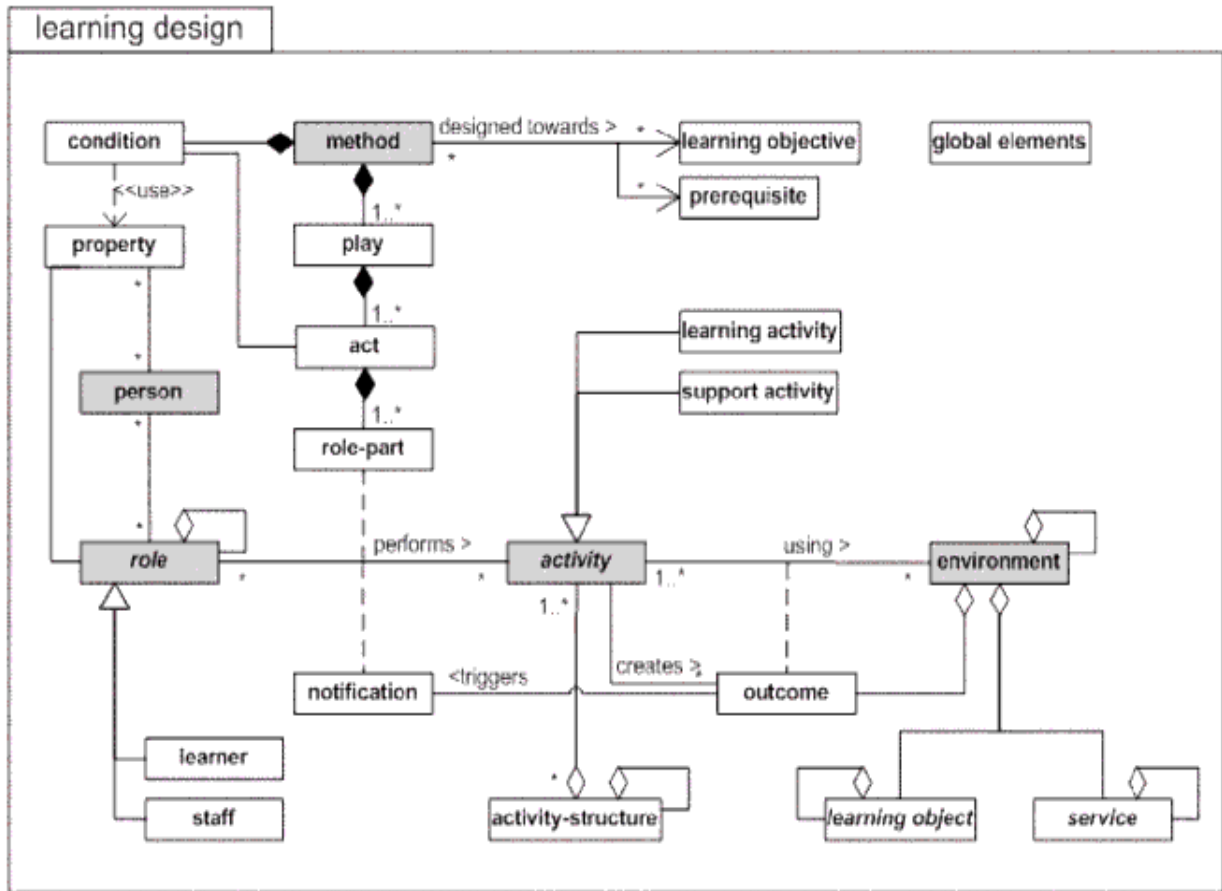 learning design
condition
method
designed towards >
*
*
learning objective
global elements
<<use>>
*
prerequisite
1..*
property
play
*
1..*
learning activity
act
*
person
support activity
*
1..*
role-part
*
performs >
using >
role
activity
environment
*
*
1..*
*
1..*
creates >
*
notification
<triggers
outcome
learner
*
staff
activity-structure
learning object
service